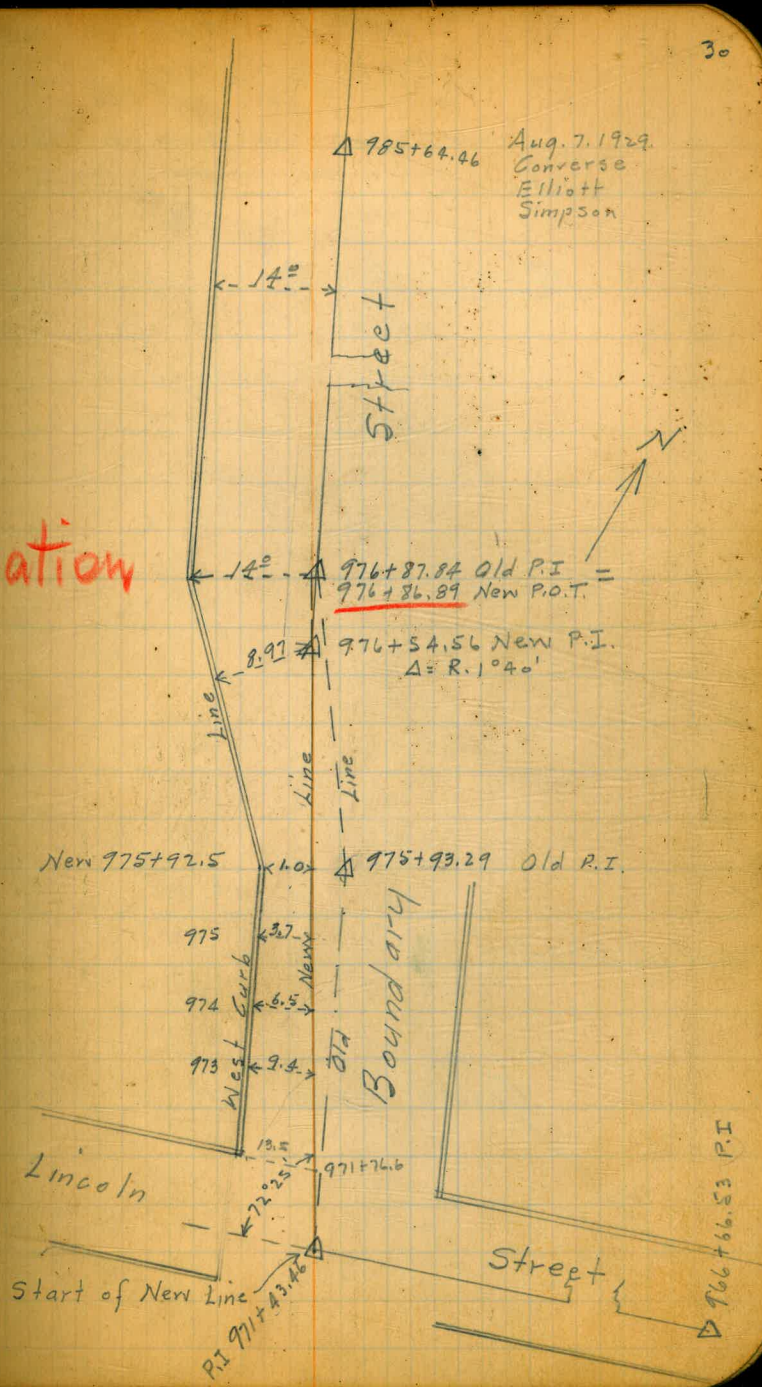 30
△ 985+64.46
Aug. 7, 1929.
Converse
Elliott
Simpson
14.0
Street
N
ation
14.0
976+87.84 Old P.I =
976+86.89 New P.O.T.
8.97
976+54.56 New P.I.
Δ = R. 1°40'
Line
Line
Line
New 975+92.5
1.0
△ 975+93.29 Old P.I.
975
3.7
New
974
6.5
West Curb
973
9.4
Old
Boundary
13.5
971+76.6
Lincoln
72°25'
Street
966+66.53 P.I
Start of New Line
P.I 971+43.46